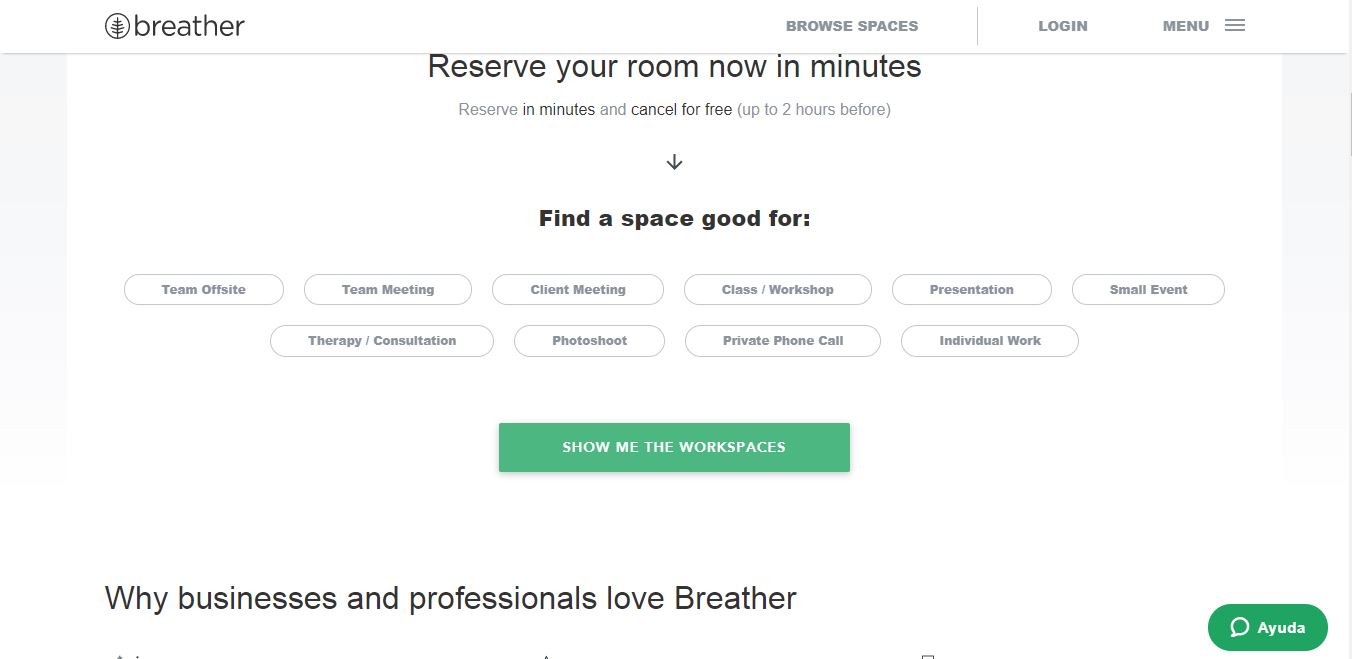 breather
BROWSE SPACES
LOGIN
MENU
Reserve your room now in minutes
Reserve in minutes and cancel for free (up to 2 hours before)
Find a space good for:
Team Offsite
Team Meeting
Client Meeting
Class / Workshop
Presentation
Small Event
Therapy / Consultation
Photoshoot
Private Phone Call
Individual Work
SHOW ME THE WORKSPACES
Why businesses and professionals love Breather
Ayuda